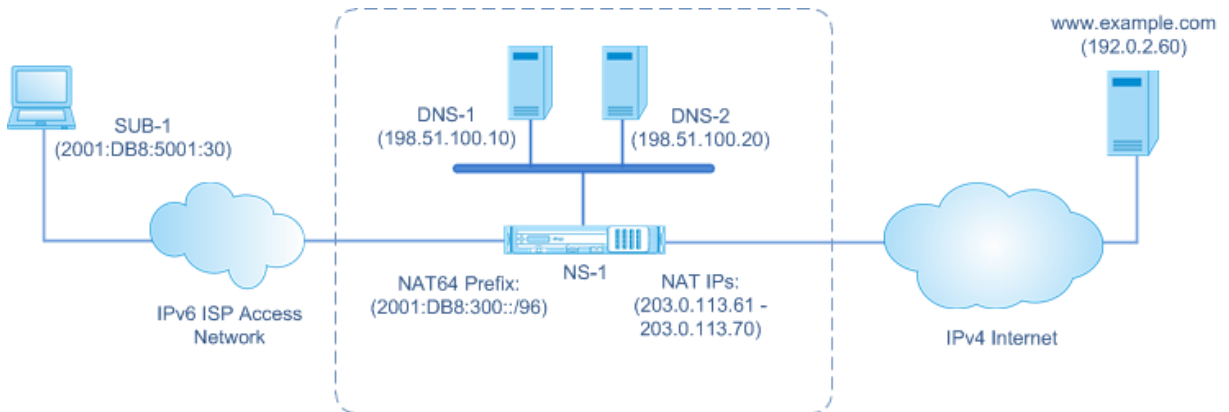 www.example.com
(192.0.2.60)
SUB-1
(2001:DB8:5001:30)
DNS-1
(198.51.100.10)
DNS-2
(198.51.100.20)
NS-1
NAT64 Prefix:
(2001:DB8:300::/96)
NAT IPs:
(203.0.113.61 -
203.0.113.70)
IPv6 ISP Access
Network
IPv4 Internet